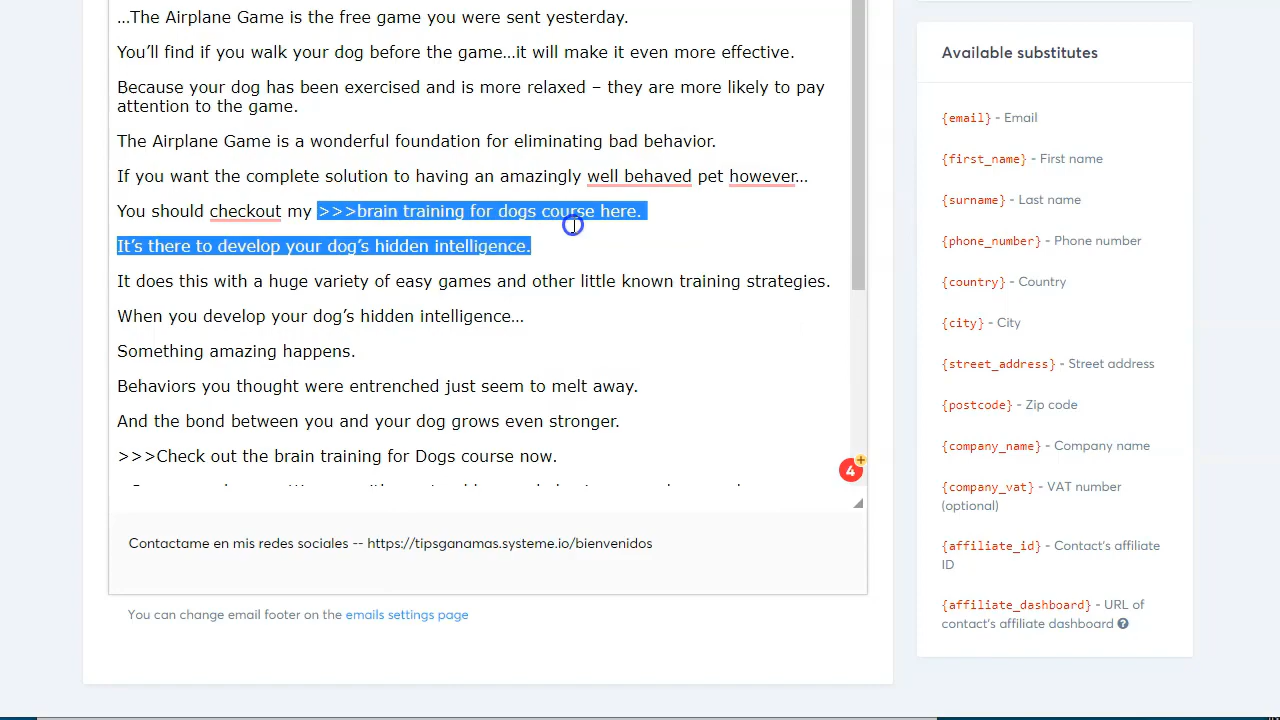 ...The Airplane Game is the free game you were sent yesterday.
You’ll find if you walk your dog before the game...it will make it even more effective.
Because your dog has been exercised and is more relaxed – they are more likely to pay
attention to the game.
The Airplane Game is a wonderful foundation for eliminating bad behavior.
If you want the complete solution to having an amazingly well behaved pet however...
You should checkout my >>>brain training for dogs course here.
It’s there to develop your dog’s hidden intelligence.
It does this with a huge variety of easy games and other little known training strategies.
When you develop your dog’s hidden intelligence...
Something amazing happens.
Behaviors you thought were entrenched just seem to melt away.
And the bond between you and your dog grows even stronger.
>>>Check out the brain training for Dogs course now.
4
Contactame en mis redes sociales -- https://tipsganamas.systeme.io/bienvenidos
You can change email footer on the emails settings page
Available substitutes
{email} - Email
{first_name} - First name
{surname} - Last name
{phone_number} - Phone number
{country} - Country
{city} - City
{street_address} - Street address
{postcode} - Zip code
{company_name} - Company name
{company_vat} - VAT number
(optional)
{affiliate_id} - Contact's affiliate
ID
{affiliate_dashboard} - URL of
contact's affiliate dashboard